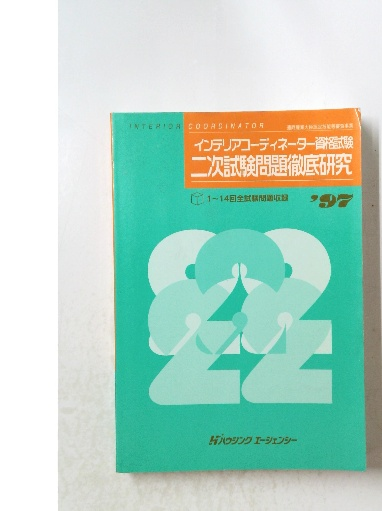 INTERIOR COORDINATOR
インテリアコーディネーター資格試験
二次試験問題徹底研究
1〜14回全試験問題収録
'97
ハウジング エージェンシー